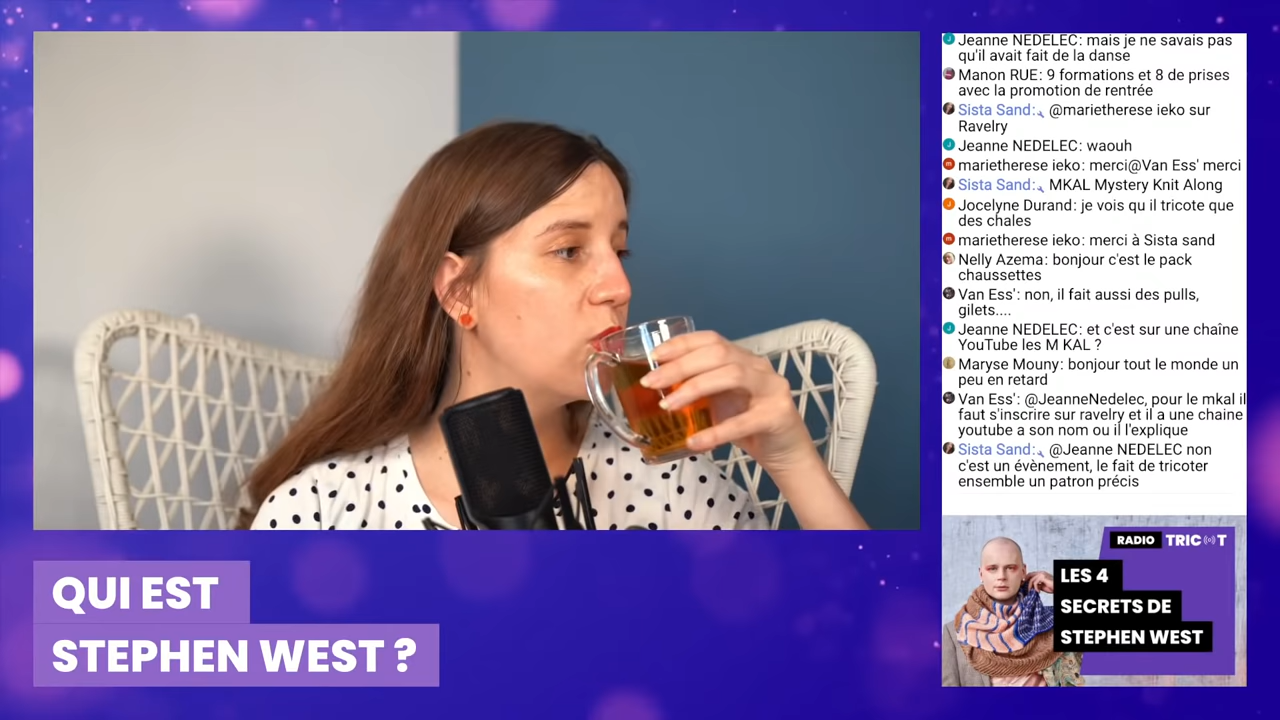 Jeanne NEDELEC: mais je ne savais pas
qu'il avait fait de la danse
Manon RUE: 9 formations et 8 de prises
avec la promotion de rentrée
Sista Sand: @marietherese ieko sur
Ravelry
Jeanne NEDELEC: waouh
marietherese ieko: merci@Van Ess' merci
Sista Sand: MKAL Mystery Knit Along
Jocelyne Durand: je vois qu il tricote que
des chales
marietherese ieko: merci à Sista sand
Nelly Azema: bonjour c'est le pack
chaussettes
Van Ess': non, il fait aussi des pulls,
gilets....
Jeanne NEDELEC: et c'est sur une chaîne
YouTube les M KAL ?
Maryse Mouny: bonjour tout le monde un
peu en retard
Van Ess': @JeanneNedelec, pour le mkal il
faut s'inscrire sur ravelry et il a une chaine
youtube a son nom ou il l'explique
Sista Sand: @Jeanne NEDELEC non
c'est un évènement, le fait de tricoter
ensemble un patron précis
RADIO TRICOT
LES 4
SECRETS DE
STEPHEN WEST
QUI EST
STEPHEN WEST ?